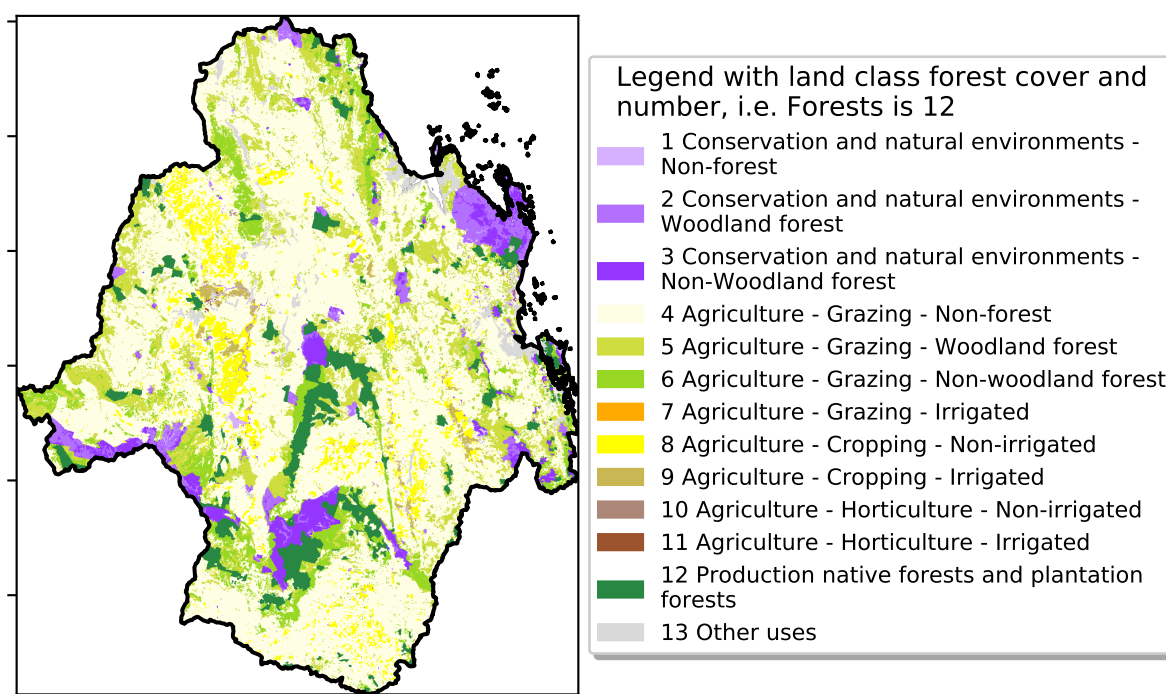 Legend with land class forest cover and
number, i.e. Forests is 12
1 Conservation and natural environments -
Non-forest
2 Conservation and natural environments -
Woodland forest
3 Conservation and natural environments -
Non-Woodland forest
4 Agriculture - Grazing - Non-forest
5 Agriculture - Grazing - Woodland forest
6 Agriculture - Grazing - Non-woodland forest
7 Agriculture - Grazing - Irrigated
8 Agriculture - Cropping - Non-irrigated
9 Agriculture - Cropping - Irrigated
10 Agriculture - Horticulture - Non-irrigated
11 Agriculture - Horticulture - Irrigated
12 Production native forests and plantation
forests
13 Other uses